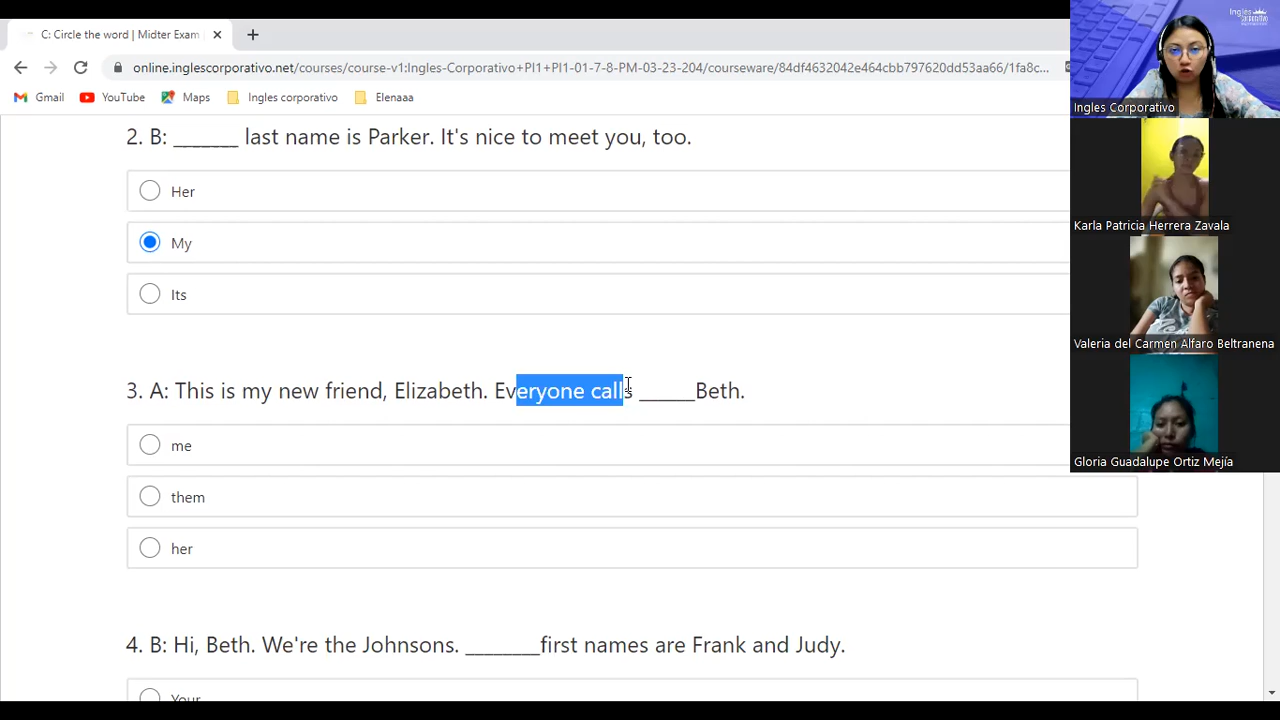 C: Circle the word | Midter Exam
online.inglescorporativo.net/courses/course-v1:Ingles-Corporativo+PI1+PI1-01-7-8-PM-03-23-204/courseware/84df4632042e464cbb797620dd53aa66/1fa8c...
Gmail YouTube Maps Ingles corporativo Elenaaa
2. B: _______ last name is Parker. It's nice to meet you, too.
Her
My
Its
3. A: This is my new friend, Elizabeth. Everyone calls ______Beth.
me
them
her
4. B: Hi, Beth. We're the Johnsons. ________first names are Frank and Judy.
Your
Ingles Corporativo
Ingles Corporativo
Karla Patricia Herrera Zavala
Valeria del Carmen Alfaro Beltranena
Gloria Guadalupe Ortiz Mejía